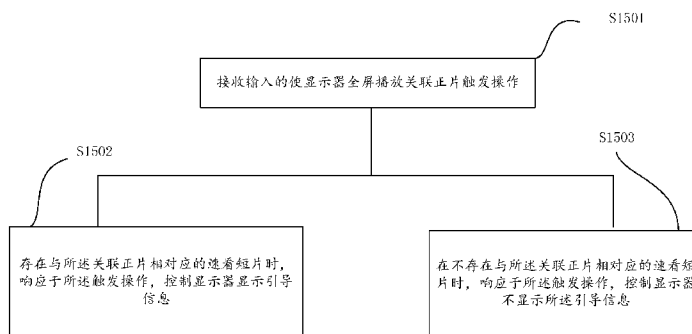 S1501
接收输入的使显示器全屏播放关联正片触发操作
S1502
S1503
存在与所述关联正片相对应的速看短片时，
响应于所述触发操作，控制显示器显示引导
信息
在不存在与所述关联正片相对应的速看短
片时，响应于所述触发操作，控制显示器
不显示所述引导信息